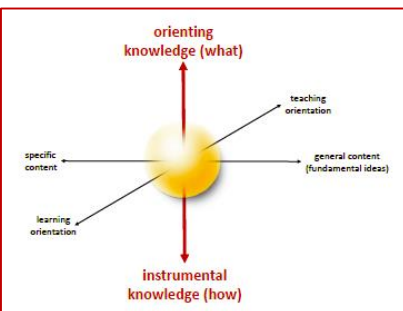 orienting
knowledge (what)
teaching
orientation
specific
content
general content
(fundamental ideas)
learning
orientation
instrumental
knowledge (how)